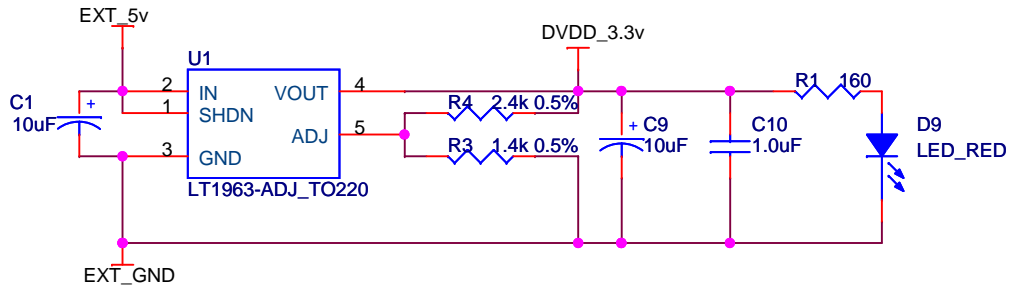 EXT_5v
DVDD_3.3v
U1
2 IN VOUT 4
1 SHDN
R1 160
C1
10uF
R4 2.4k 0.5%
ADJ 5
C9
10uF
C10
1.0uF
D9
LED_RED
3 GND
R3 1.4k 0.5%
LT1963-ADJ_TO220
EXT_GND